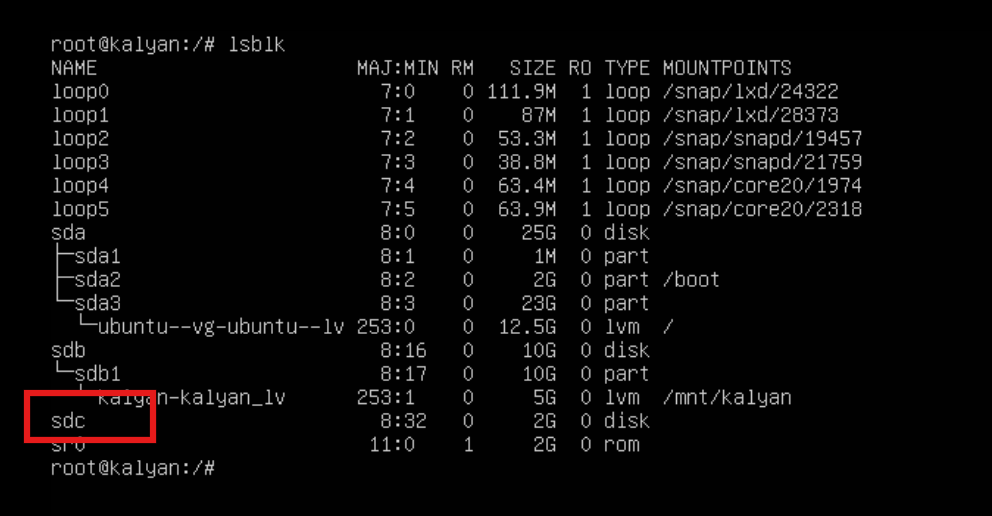 root@kalyan:/# lsblk
NAME MAJ:MIN RM SIZE RO TYPE MOUNTPOINTS
loop0 7:0 0 111.9M 1 loop /snap/lxd/24322
loop1 7:1 0 87M 1 loop /snap/lxd/28373
loop2 7:2 0 53.3M 1 loop /snap/snapd/19457
loop3 7:3 0 38.8M 1 loop /snap/snapd/21759
loop4 7:4 0 63.4M 1 loop /snap/core20/1974
loop5 7:5 0 63.9M 1 loop /snap/core20/2318
sda 8:0 0 25G 0 disk
├─sda1 8:1 0 1M 0 part
├─sda2 8:2 0 2G 0 part /boot
└─sda3 8:3 0 23G 0 part
└─ubuntu--vg-ubuntu--lv 253:0 0 12.5G 0 lvm /
sdb 8:16 0 10G 0 disk
└─sdb1 8:17 0 10G 0 part
└─kalyan-kalyan_lv 253:1 0 5G 0 lvm /mnt/kalyan
sdc 8:32 0 2G 0 disk
sr0 11:0 1 2G 0 rom
root@kalyan:/#